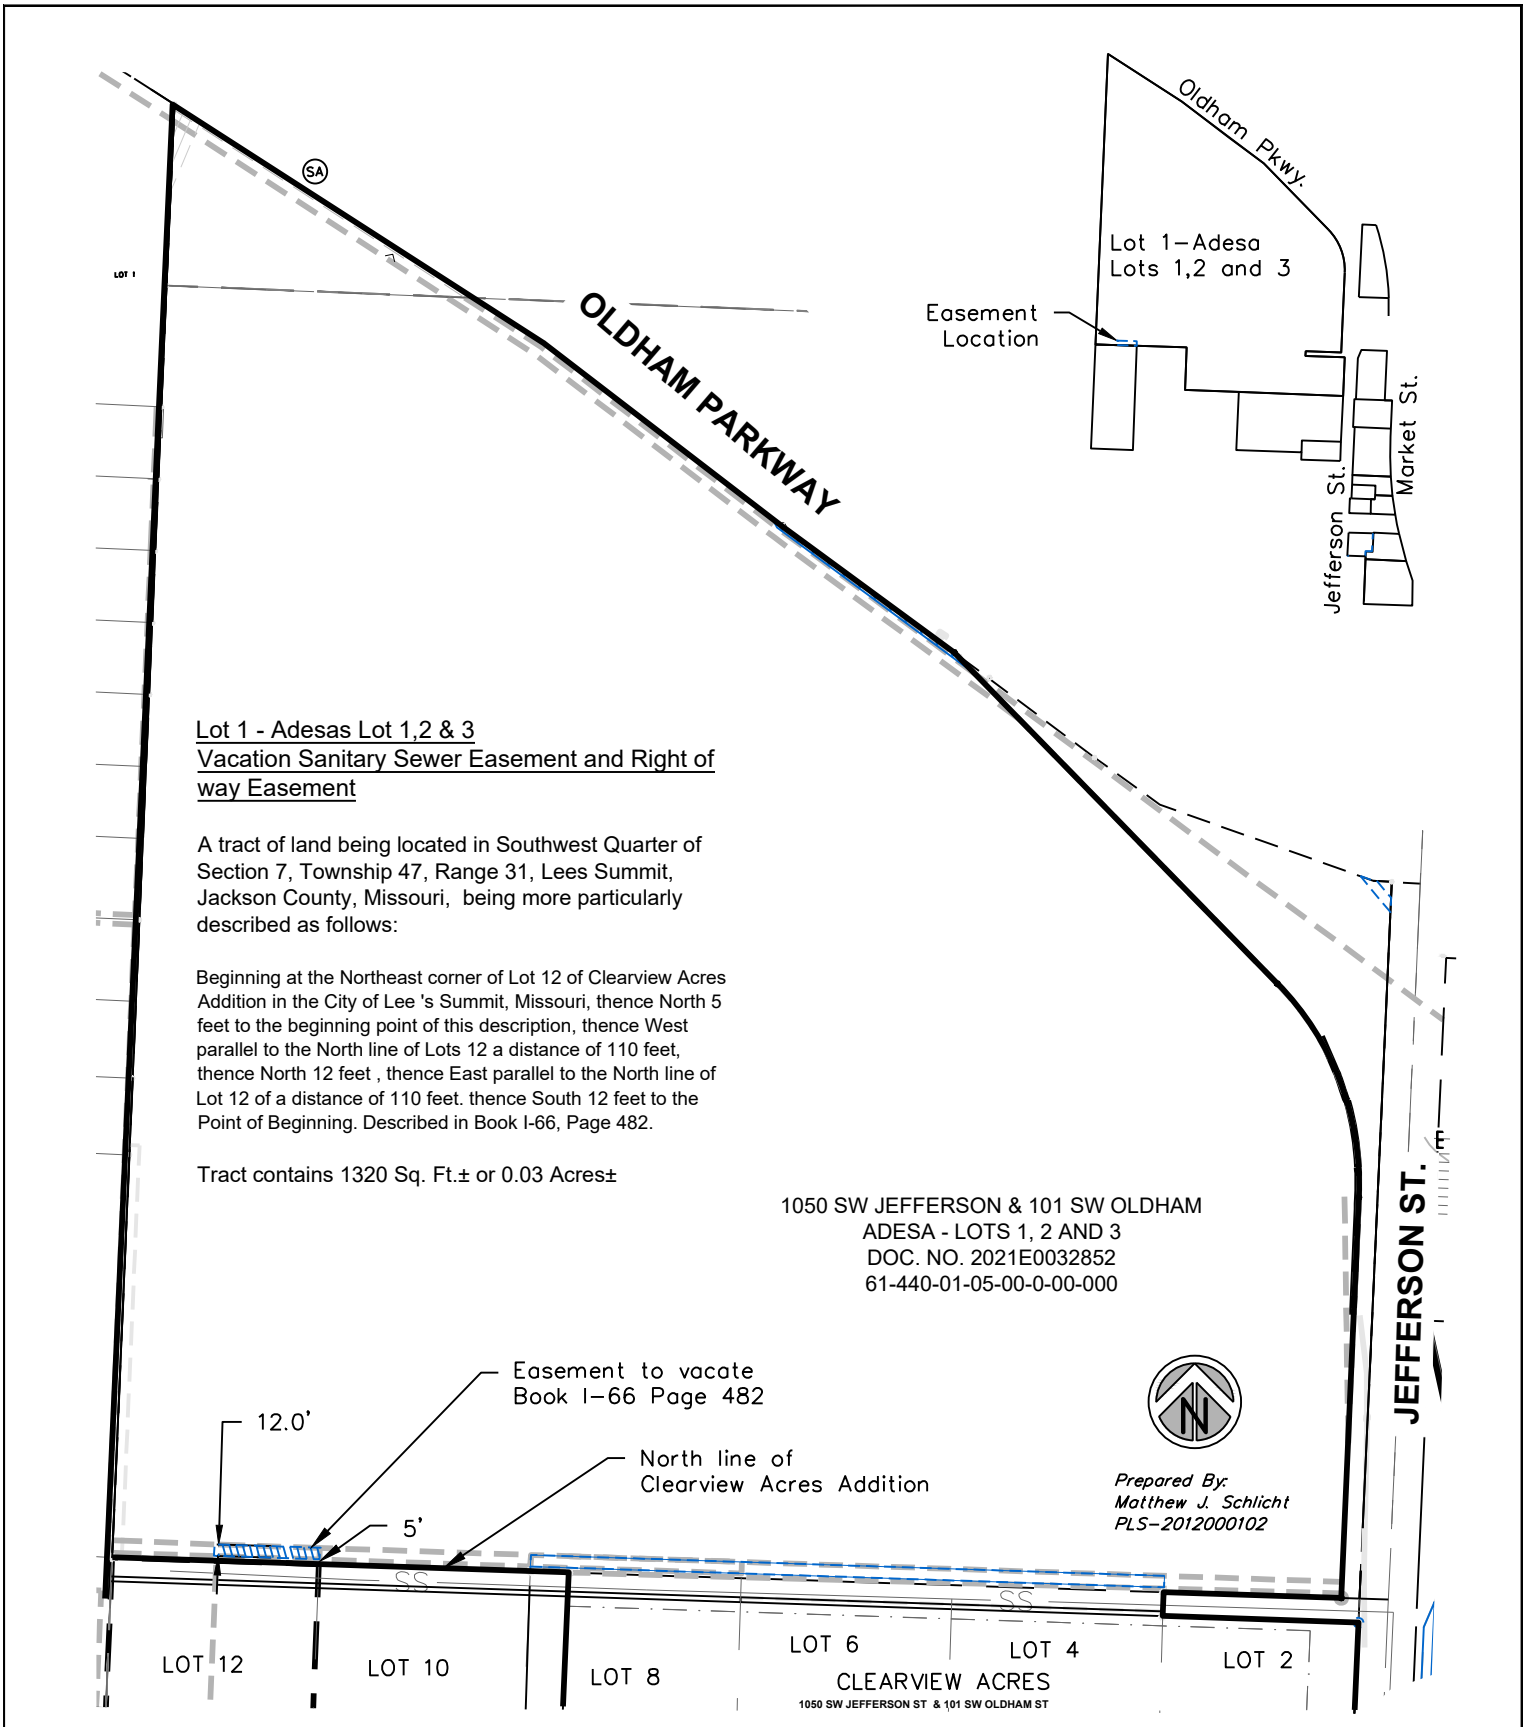 SA
LOT 1
OLDHAM PARKWAY
Oldham Pkwy.
Lot 1-Adesa
Lots 1,2 and 3
Easement
Location
Market St.
Jefferson St.
Lot 1 - Adesas Lot 1,2 & 3
Vacation Sanitary Sewer Easement and Right of
way Easement
A tract of land being located in Southwest Quarter of
Section 7, Township 47, Range 31, Lees Summit,
Jackson County, Missouri, being more particularly
described as follows:
Beginning at the Northeast corner of Lot 12 of Clearview Acres
Addition in the City of Lee 's Summit, Missouri, thence North 5
feet to the beginning point of this description, thence West
parallel to the North line of Lots 12 a distance of 110 feet,
thence North 12 feet , thence East parallel to the North line of
Lot 12 of a distance of 110 feet. thence South 12 feet to the
Point of Beginning. Described in Book I-66, Page 482.
Tract contains 1320 Sq. Ft.± or 0.03 Acres±
1050 SW JEFFERSON & 101 SW OLDHAM
ADESA - LOTS 1, 2 AND 3
DOC. NO. 2021E0032852
61-440-01-05-00-0-00-000
E
JEFFERSON ST.
Easement to vacate
Book I-66 Page 482
12.0'
North line of
Clearview Acres Addition
5'
N
Prepared By:
Matthew J. Schlicht
PLS-2012000102
SS
SS
LOT 12
LOT 10
LOT 8
LOT 6
LOT 4
LOT 2
CLEARVIEW ACRES
1050 SW JEFFERSON ST & 101 SW OLDHAM ST